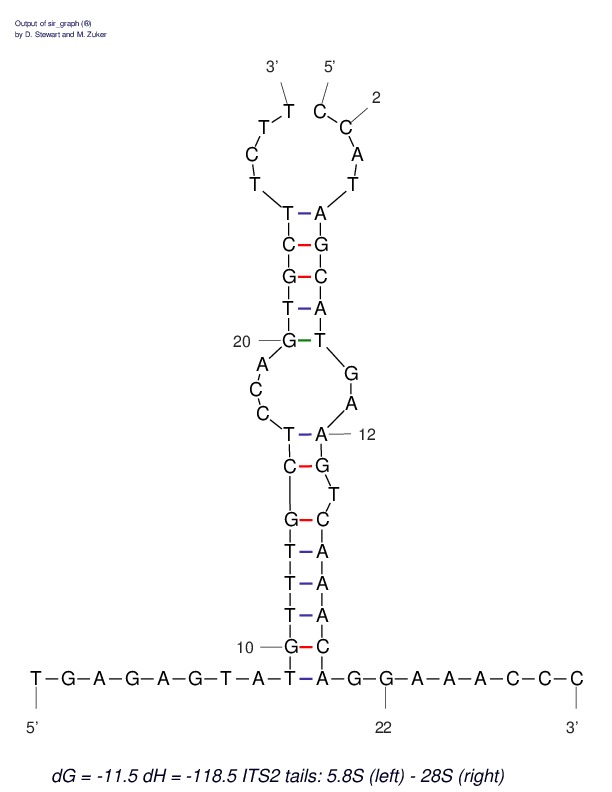 Output of sir_graph (©)
by D. Stewart and M. Zuker
3' 5'
T C 2
T C
C A
T T
T A
C G
G C
T A
20 G T
A G
C A
C
T A 12
C G
T
G C
T A
T A
T A
10 G C
T G A G A G T A T A G G A A A C C C
5' 22 3'
dG = -11.5 dH = -118.5 ITS2 tails: 5.8S (left) - 28S (right)